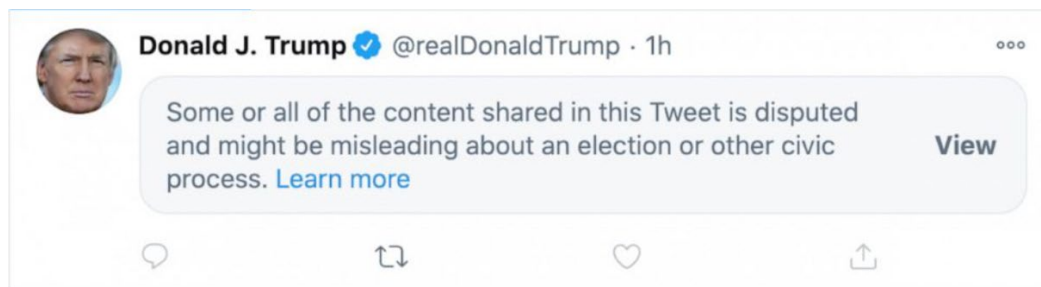 Donald J. Trump @realDonaldTrump · 1h
Some or all of the content shared in this Tweet is disputed
and might be misleading about an election or other civic View
process. Learn more